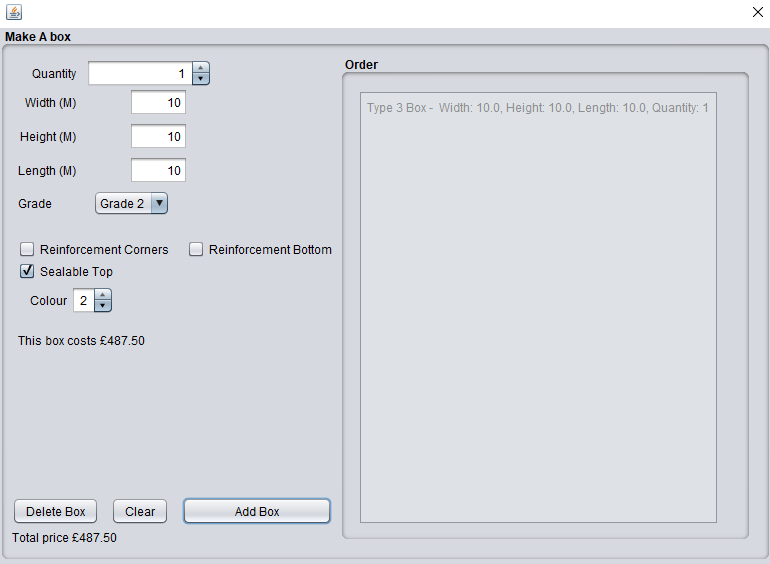 Make A box
Quantity 1
Width (M) 10
Height (M) 10
Length (M) 10
Grade Grade 2
Reinforcement Corners Reinforcement Bottom
Sealable Top
Colour 2
This box costs £487.50
Delete Box Clear Add Box
Total price £487.50
Order
Type 3 Box - Width: 10.0, Height: 10.0, Length: 10.0, Quantity: 1